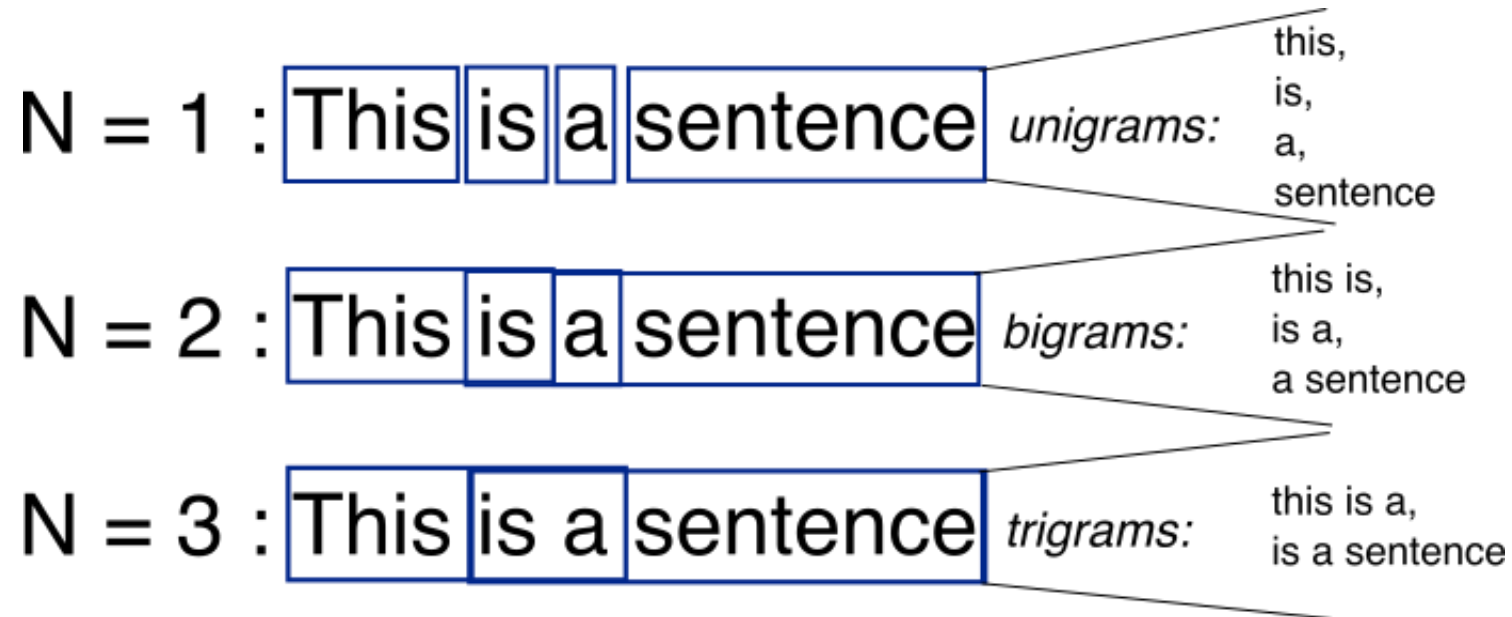 N = 1 : This is a sentence unigrams:
this,
is,
a,
sentence
N = 2 : This is a sentence bigrams:
this is,
is a,
a sentence
N = 3 : This is a sentence trigrams:
this is a,
is a sentence